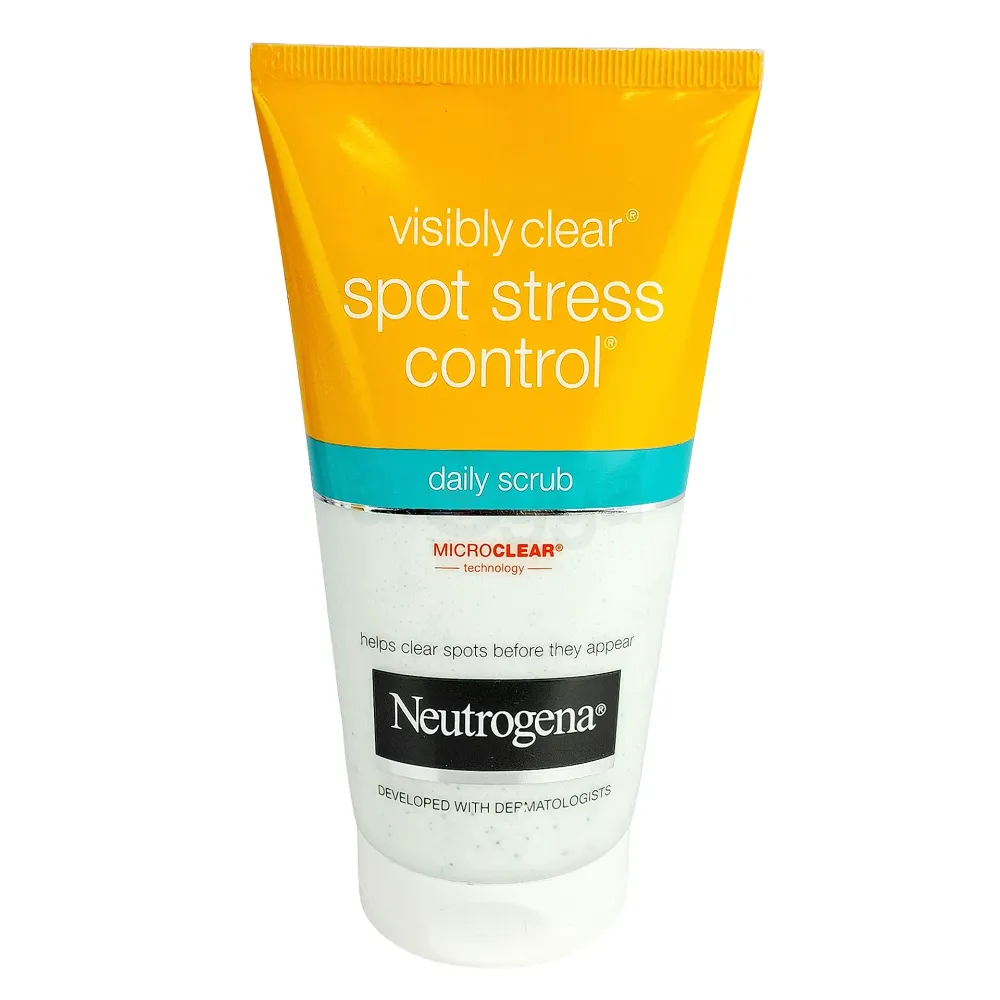 visibly clear®
spot stress
control®
daily scrub
MICROCLEAR®
technology
helps clear spots before they appear
Neutrogena®
DEVELOPED WITH DERMATOLOGISTS